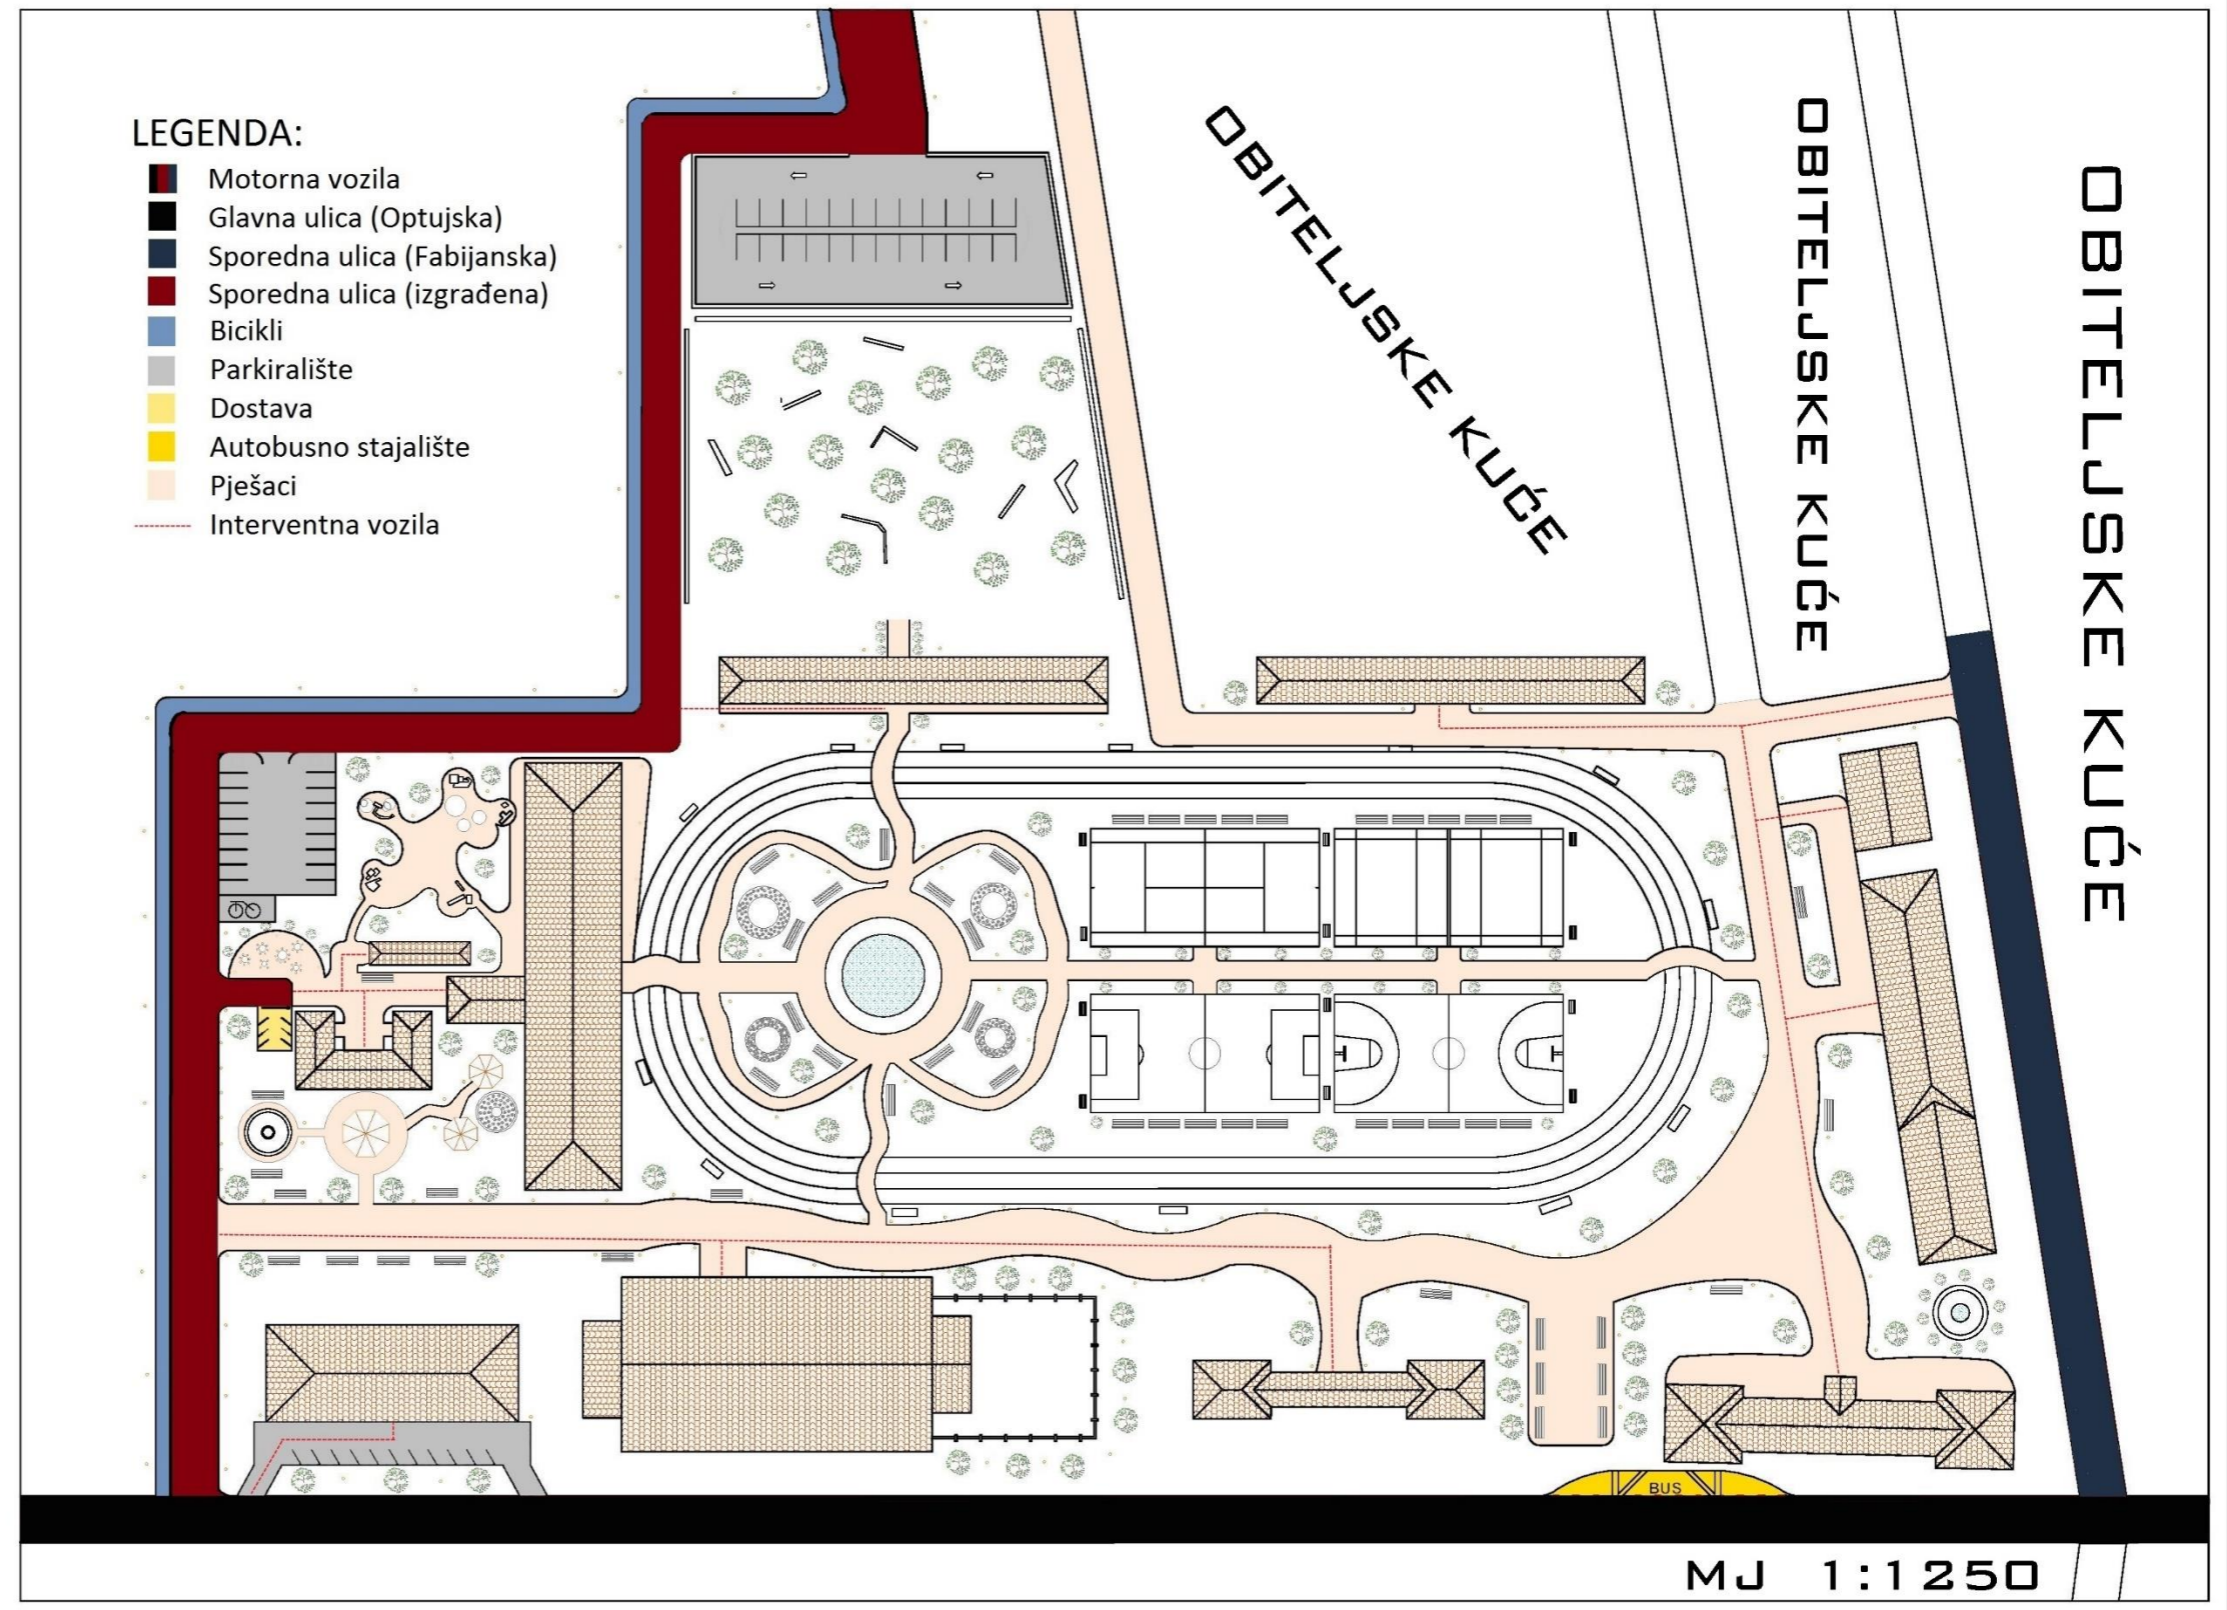 LEGENDA:
Motorna vozila
Glavna ulica (Optujska)
Sporedna ulica (Fabijanska)
Sporedna ulica (izgrađena)
Bicikli
Parkiralište
Dostava
Autobusno stajalište
Pješaci
Interventna vozila
OBITELJSKE KUĆE
OBITELJSKE KUĆE
OBITELJSKE KUĆE
BUS
MJ 1:1250